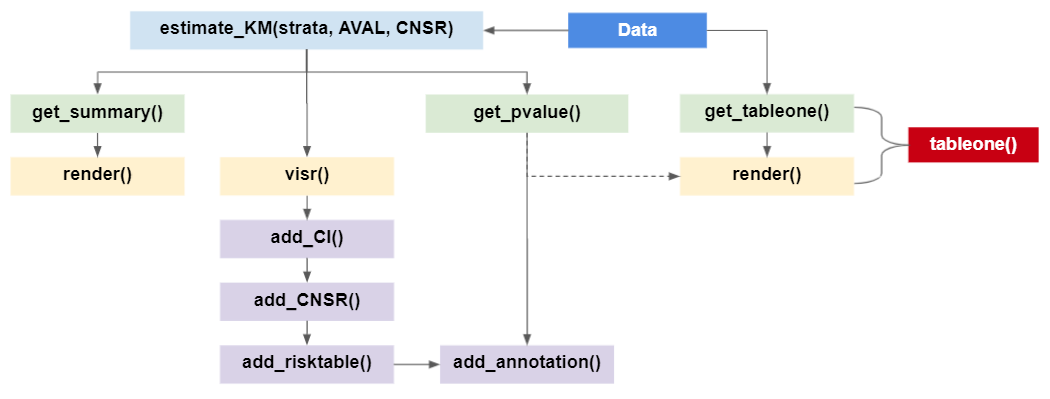 estimate_KM(strata, AVAL, CNSR)
Data
get_summary()
get_pvalue()
get_tableone()
tableone()
render()
visr()
render()
add_CI()
add_CNSR()
add_risktable()
add_annotation()